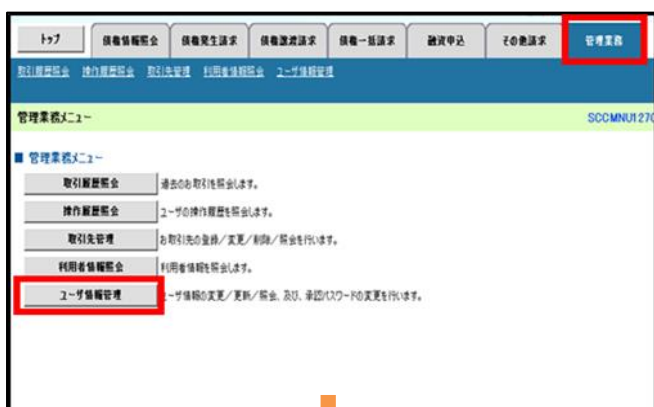 トップ 債権情報照会 債権発生請求 債権譲渡請求 債権一括請求 融資申込 その他請求 管理業務
取引履歴照会 操作履歴照会 取引先管理 利用者情報照会 ユーザ情報管理
管理業務メニュー SCCMNU1270
■ 管理業務メニュー
取引履歴照会 過去のお取引を照会します。
操作履歴照会 ユーザの操作履歴を照会します。
取引先管理 お取引先の登録／変更／削除／照会を行います。
利用者情報照会 利用者情報を照会します。
ユーザ情報管理 ユーザ情報の変更／更新／照会、及び、承認パスワードの変更を行います。